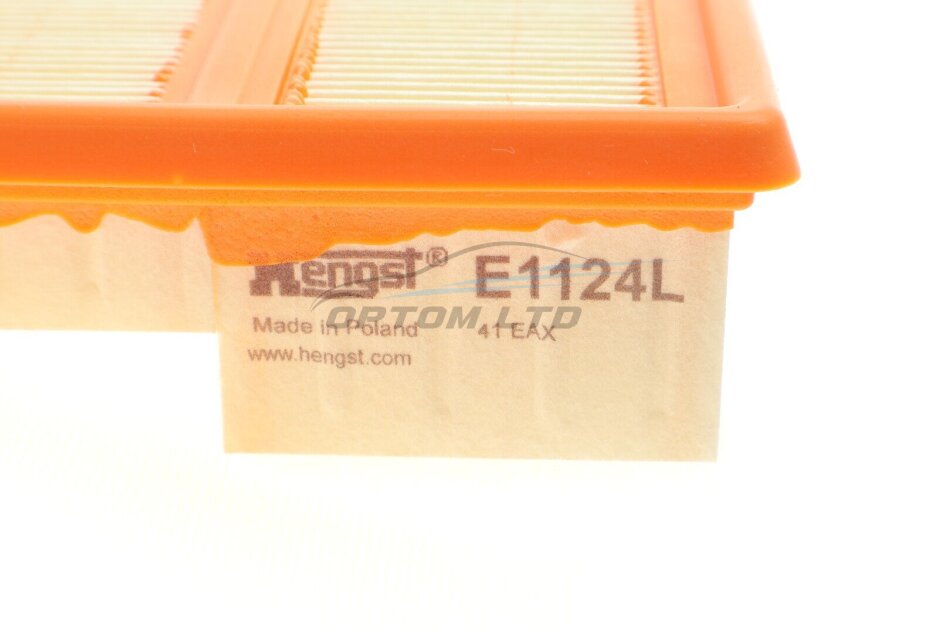 Hengst® E1124L
ORTOM LTD
Made in Poland 41 EAX
www.hengst.com